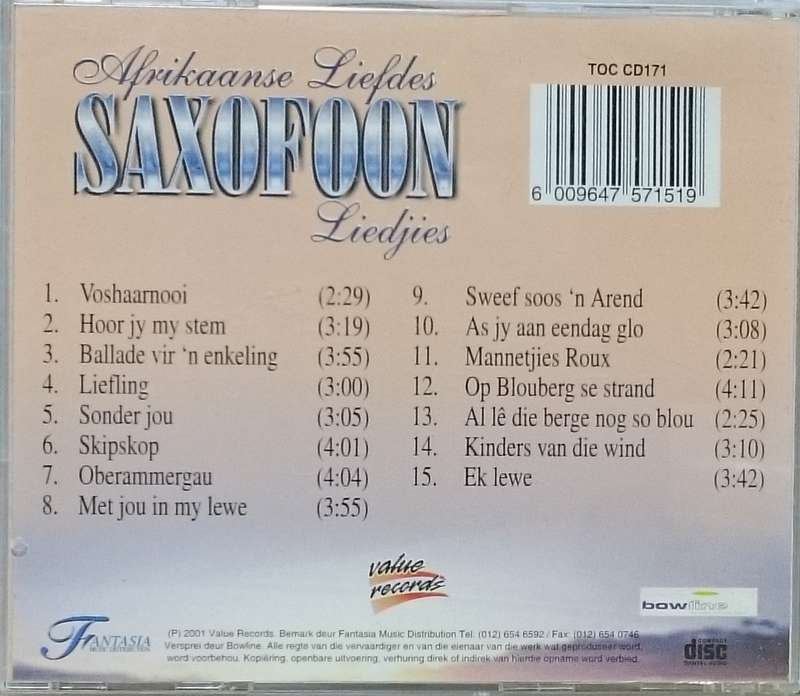 Afrikaanse Liefdes
SAXOFOON
Liedjies
TOC CD171
6 009647 571519
1. Voshaarnooi (2:29)
2. Hoor jy my stem (3:19)
3. Ballade vir 'n enkeling (3:55)
4. Liefling (3:00)
5. Sonder jou (3:05)
6. Skipskop (4:01)
7. Oberammergau (4:04)
8. Met jou in my lewe (3:55)
9. Sweef soos 'n Arend (3:42)
10. As jy aan eendag glo (3:08)
11. Mannetjies Roux (2:21)
12. Op Blouberg se strand (4:11)
13. Al lê die berge nog so blou (2:25)
14. Kinders van die wind (3:10)
15. Ek lewe (3:42)
value
records
bowline
FANTASIA
MUSIC DISTRIBUTION
(P) 2001 Value Records. Bemark deur Fantasia Music Distribution Tel. (012) 654 6592 / Fax: (012) 654 0746
Versprei deur Bowline. Alle regte van die vervaardiger en van die eienaar van die werk wat geproduseer word,
word voorbehou. Kopiëring, openbare uitvoering, verhuring direk of indirek van hierdie opname word verbied.
COMPACT
disc
DIGITAL AUDIO